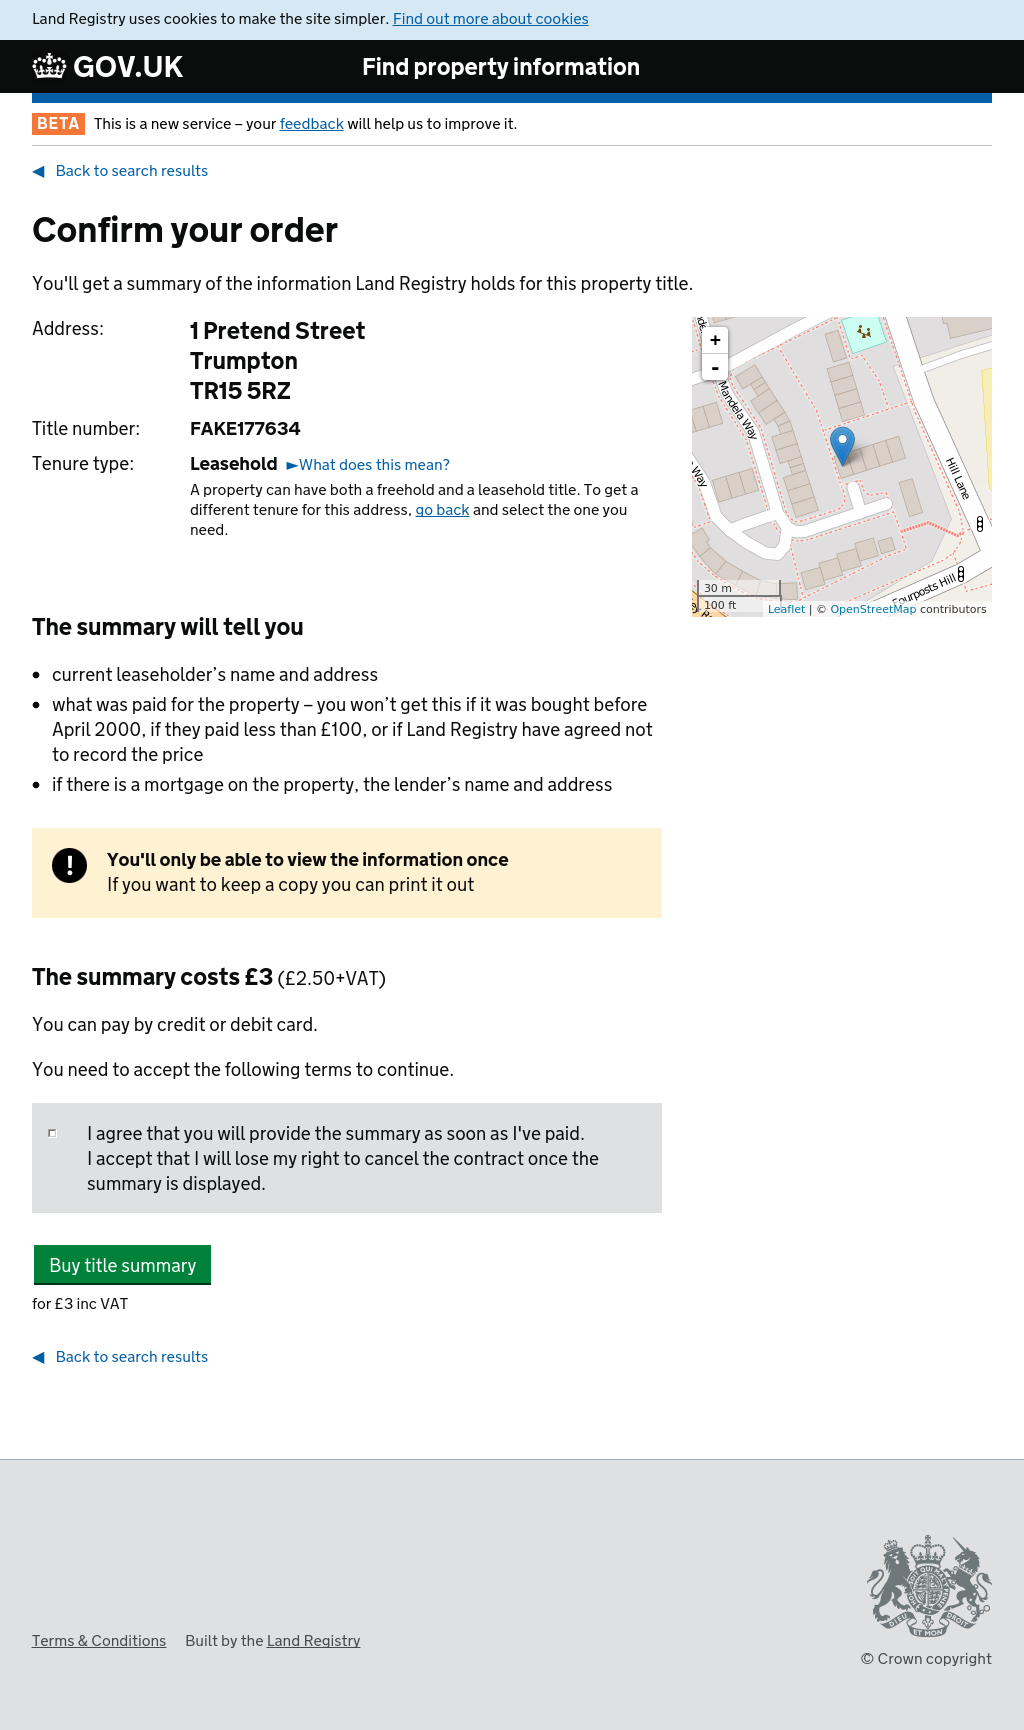 Land Registry uses cookies to make the site simpler. Find out more about cookies
GOV.UK
Find property information
BETA This is a new service – your feedback will help us to improve it.
Back to search results
Confirm your order
You'll get a summary of the information Land Registry holds for this property title.
Address:
1 Pretend Street
Trumpton
TR15 5RZ
Title number:
FAKE177634
Tenure type:
Leasehold ►What does this mean?
A property can have both a freehold and a leasehold title. To get a
different tenure for this address, go back and select the one you
need.
+
-
Mandela Way
Way
Hill Lane
Fourposts Hill
30 m
100 ft
Leaflet | © OpenStreetMap contributors
The summary will tell you
• current leaseholder’s name and address
• what was paid for the property – you won’t get this if it was bought before
April 2000, if they paid less than £100, or if Land Registry have agreed not
to record the price
• if there is a mortgage on the property, the lender’s name and address
!
You'll only be able to view the information once
If you want to keep a copy you can print it out
The summary costs £3 (£2.50+VAT)
You can pay by credit or debit card.
You need to accept the following terms to continue.
I agree that you will provide the summary as soon as I've paid.
I accept that I will lose my right to cancel the contract once the
summary is displayed.
Buy title summary
for £3 inc VAT
Back to search results
DIEU ET MON DROIT
Terms & Conditions
Built by the Land Registry
© Crown copyright